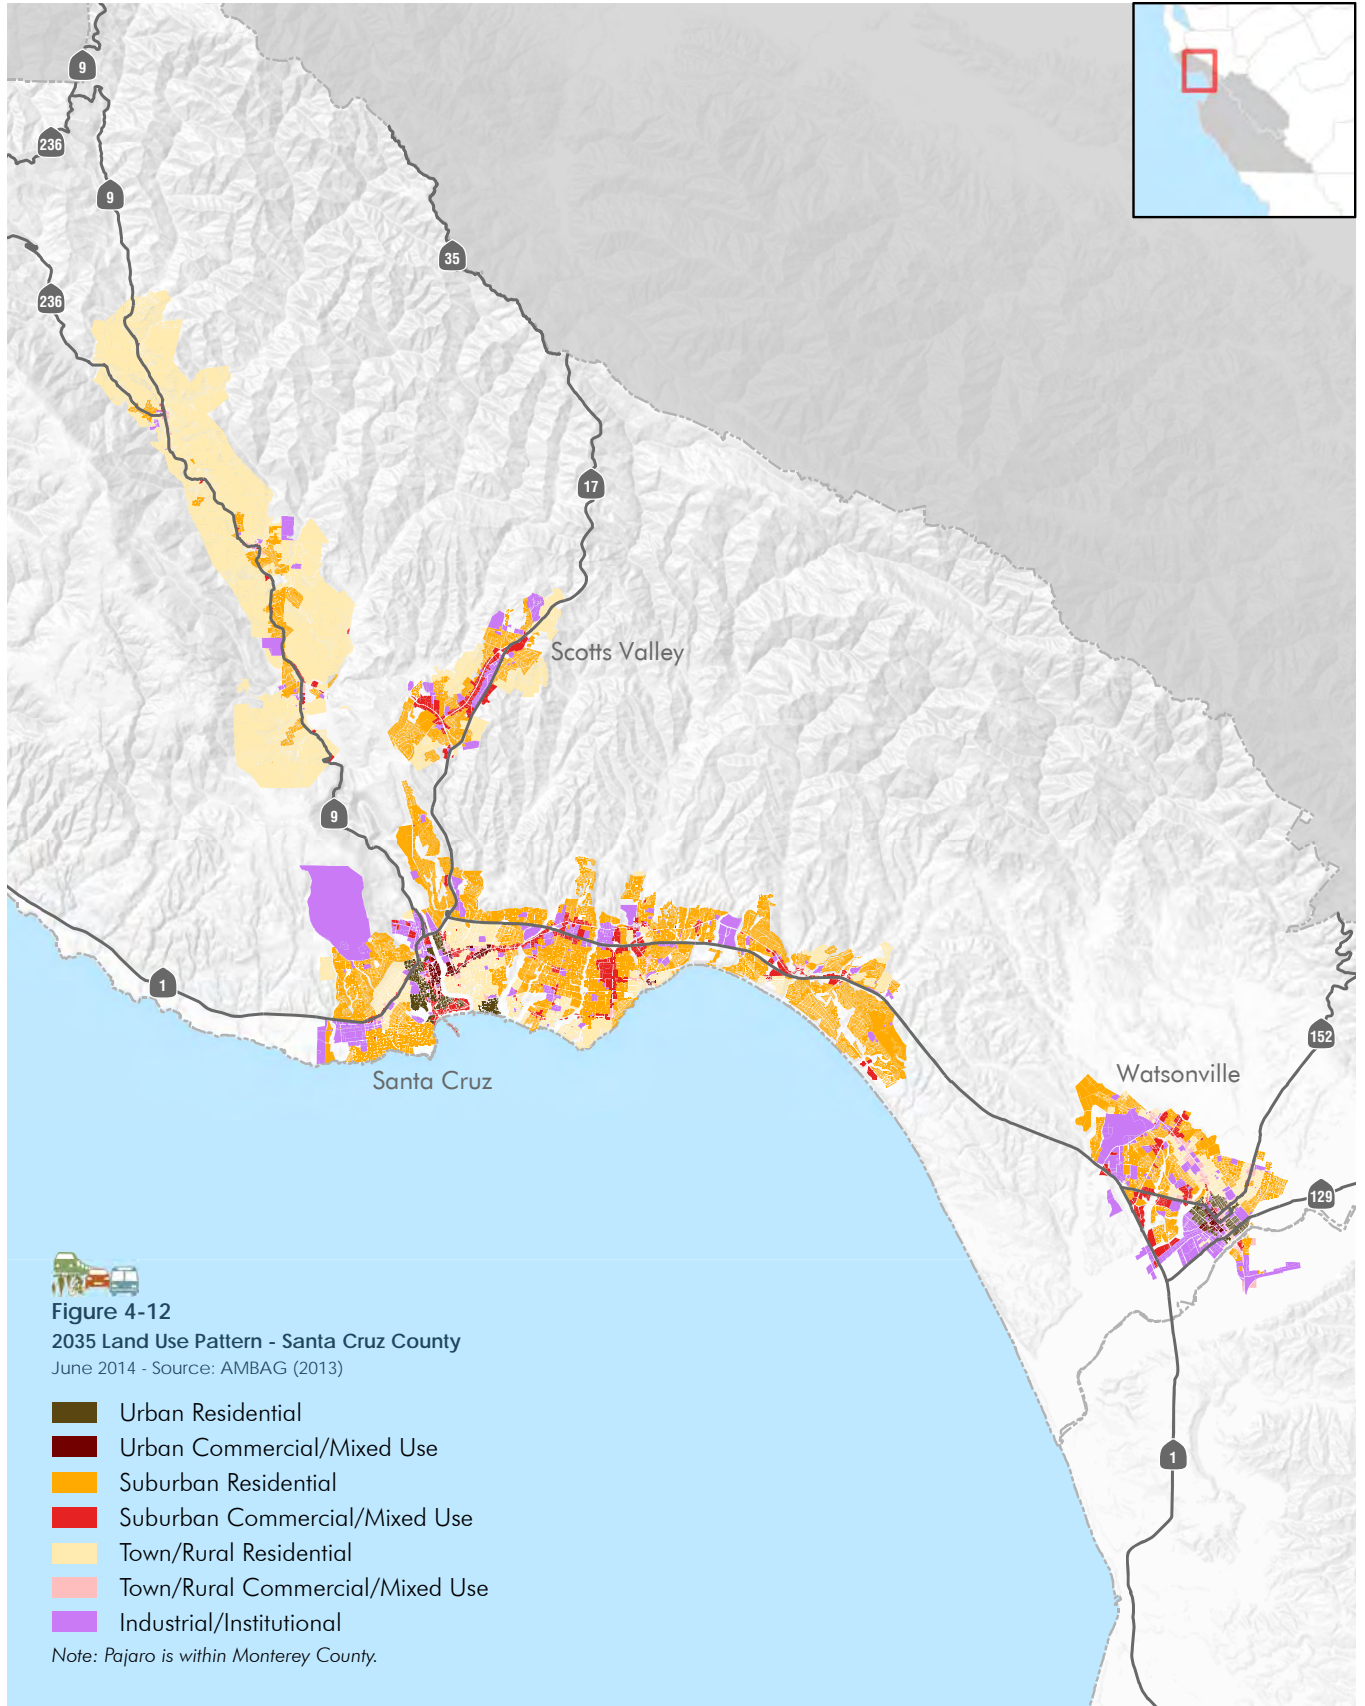 9
236
9
35
236
17
Scotts Valley
9
1
152
Santa Cruz
Watsonville
129
1
Figure 4-12
2035 Land Use Pattern - Santa Cruz County
June 2014 - Source: AMBAG (2013)
Urban Residential
Urban Commercial/Mixed Use
Suburban Residential
Suburban Commercial/Mixed Use
Town/Rural Residential
Town/Rural Commercial/Mixed Use
Industrial/Institutional
Note: Pajaro is within Monterey County.